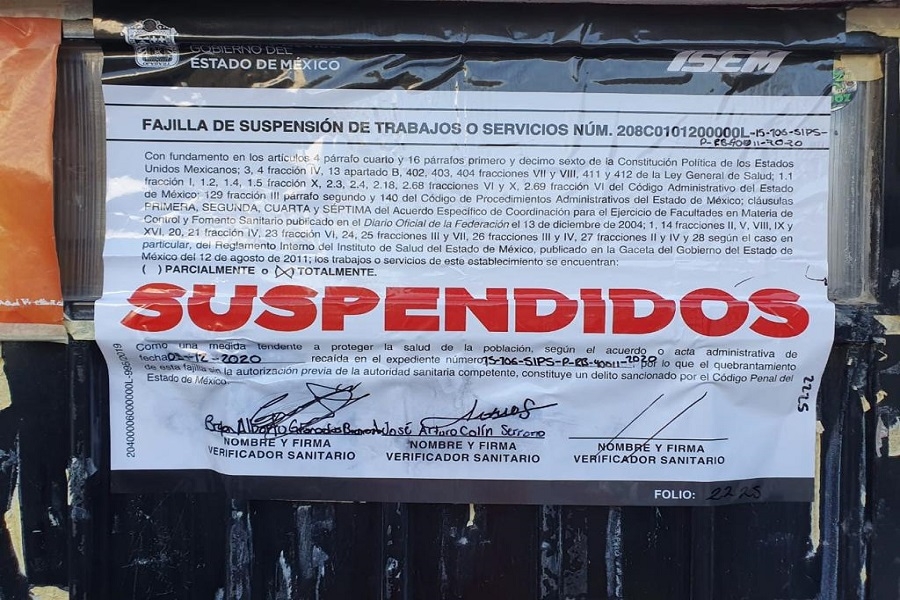 GOBIERNO DEL
ESTADO DE MÉXICO
ISEM
FAJILLA DE SUSPENSIÓN DE TRABAJOS O SERVICIOS NÚM. 208C0101200000L-15-106-SIPS-
P-RB-40011-2020
Con fundamento en los artículos 4 párrafo cuarto y 16 párrafos primero y decimo sexto de la Constitución Política de los Estados
Unidos Mexicanos; 3, 4 fracción IV, 13 apartado B, 402, 403, 404 fracciones VII y VIII, 411 y 412 de la Ley General de Salud; 1.1
fracción I, 1.2, 1.4, 1.5 fracción X, 2.3, 2.4, 2.18, 2.68 fracciones VI y X, 2.69 fracción VI del Código Administrativo del Estado
de México; 129 fracción III párrafo segundo y 140 del Código de Procedimientos Administrativos del Estado de México; cláusulas
PRIMERA, SEGUNDA, CUARTA y SÉPTIMA del Acuerdo Específico de Coordinación para el Ejercicio de Facultades en Materia de
Control y Fomento Sanitario publicado en el Diario Oficial de la Federación el 13 de diciembre de 2004; 1, 14 fracciones II, V, VIII, IX y
XVI, 20, 21 fracción IV, 23 fracción VI, 24, 25 fracciones III y VII, 26 fracciones III y IV, 27 fracciones II y IV y 28 según el caso en
particular, del Reglamento Interno del Instituto de Salud del Estado de México, publicado en la Gaceta del Gobierno del Estado de
México del 12 de agosto de 2011; los trabajos o servicios de este establecimiento se encuentran:
( ) PARCIALMENTE o (X) TOTALMENTE.
SUSPENDIDOS
Como una medida tendente a proteger la salud de la población, según el acuerdo o acta administrativa de
fecha 02-12-2020 recaída en el expediente número 15-106-SIPS-P-RB-40011-2020 por lo que el quebrantamiento
de esta fajilla sin la autorización previa de la autoridad sanitaria competente, constituye un delito sancionado por el Código Penal del
Estado de México.
José Arturo Colín Serrano
NOMBRE Y FIRMA NOMBRE Y FIRMA NOMBRE Y FIRMA
VERIFICADOR SANITARIO VERIFICADOR SANITARIO VERIFICADOR SANITARIO
2225
FOLIO: 2225